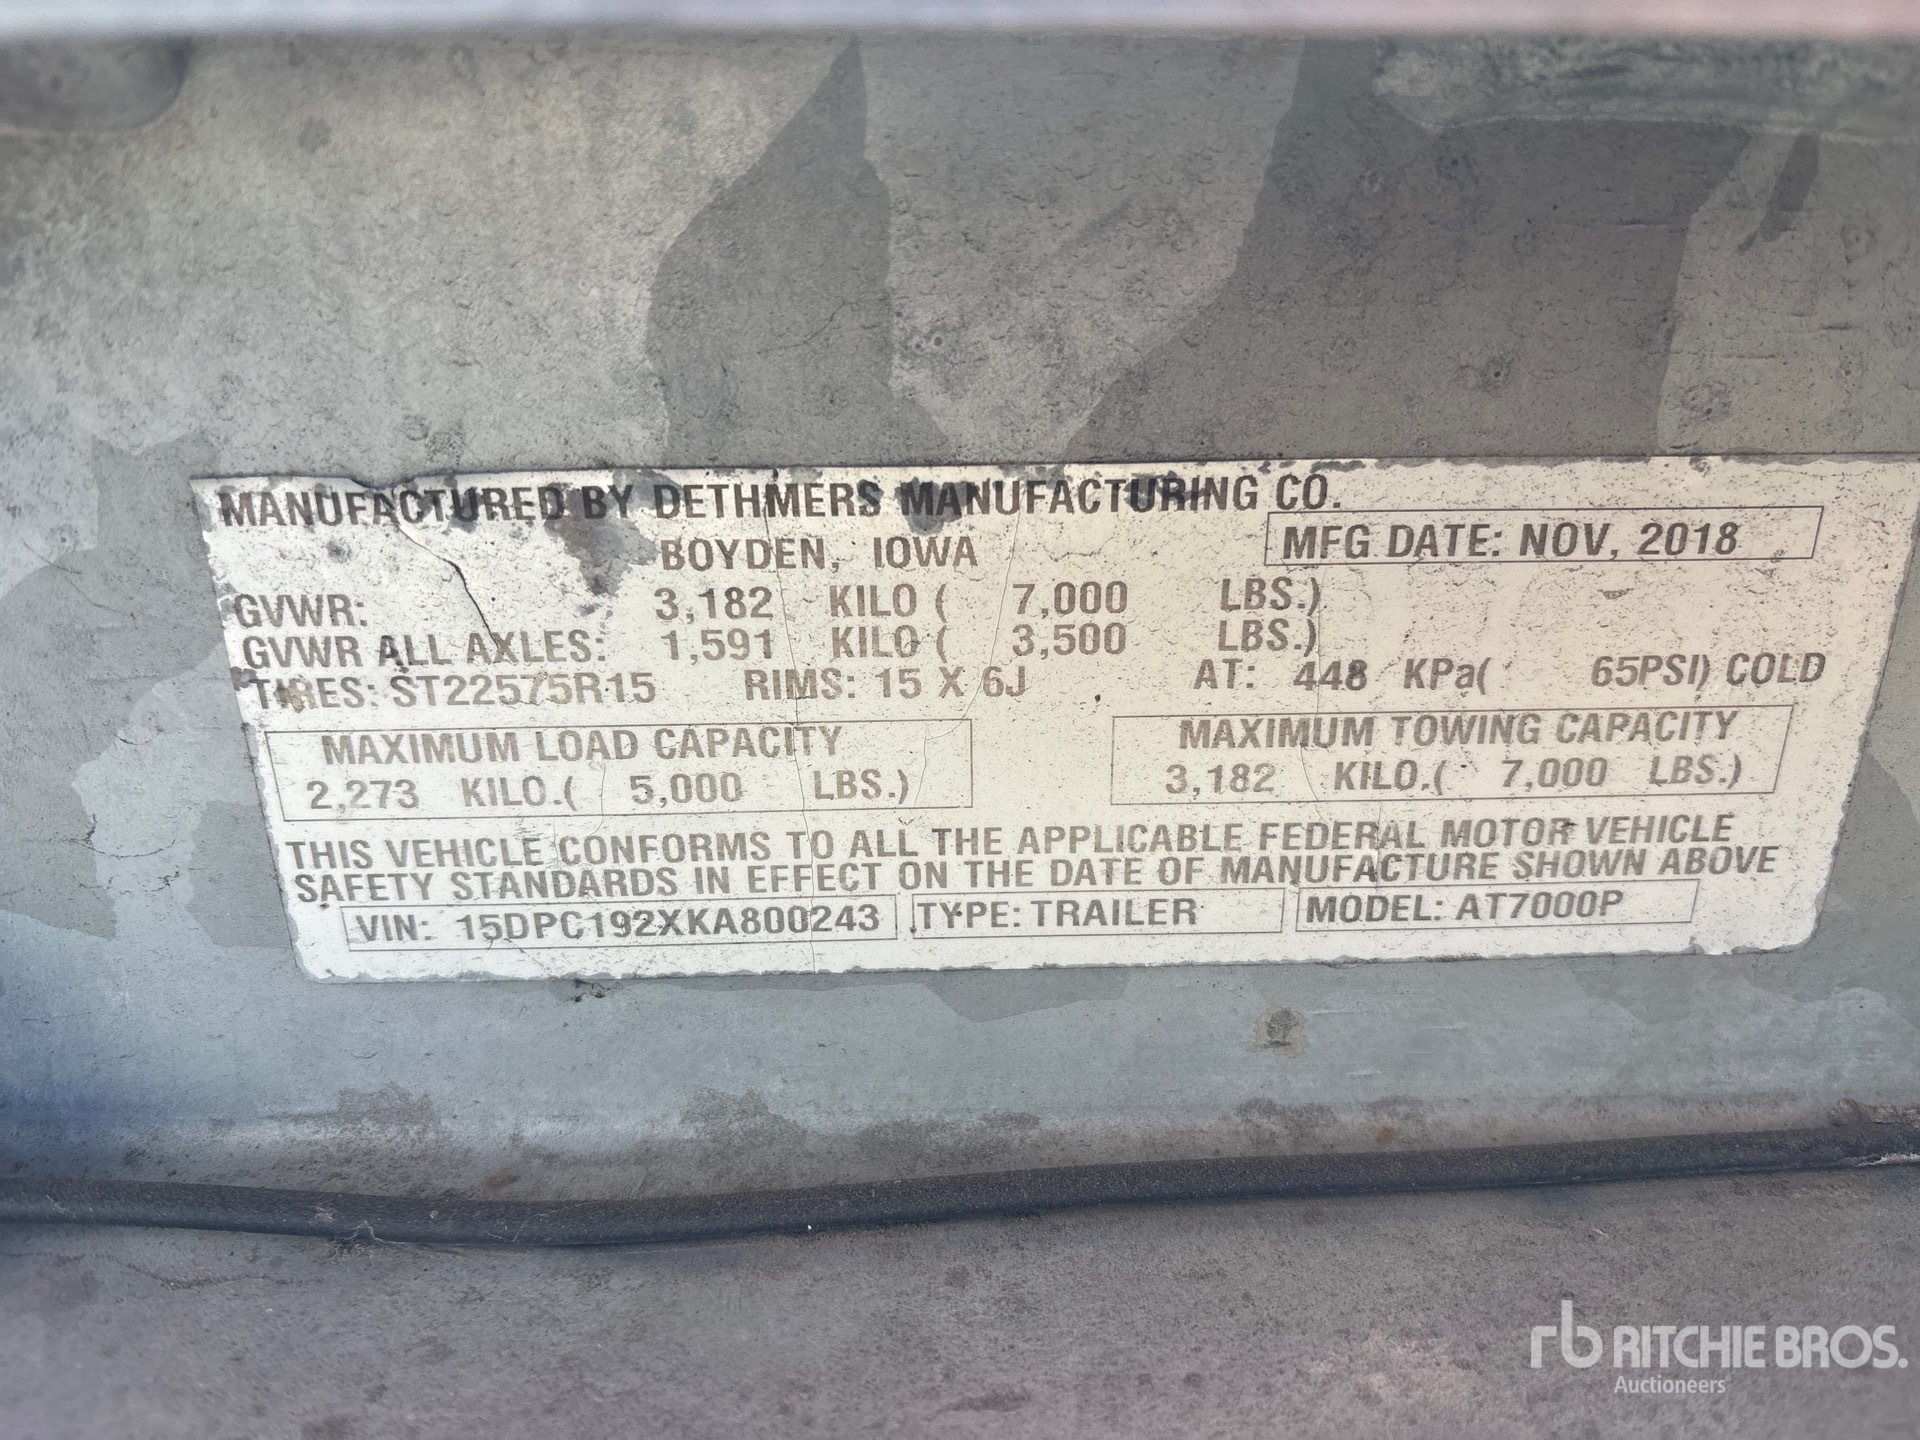 MANUFACTURED BY DETHMERS MANUFACTURING CO.
BOYDEN, IOWA
MFG DATE: NOV, 2018
GVWR: 3,182 KILO ( 7,000 LBS.)
GVWR ALL AXLES: 1,591 KILO ( 3,500 LBS.)
TIRES: ST22575R15 RIMS: 15 X 6J AT: 448 KPa( 65PSI) COLD
MAXIMUM LOAD CAPACITY
2,273 KILO.( 5,000 LBS.)
MAXIMUM TOWING CAPACITY
3,182 KILO.( 7,000 LBS.)
THIS VEHICLE CONFORMS TO ALL THE APPLICABLE FEDERAL MOTOR VEHICLE
SAFETY STANDARDS IN EFFECT ON THE DATE OF MANUFACTURE SHOWN ABOVE
VIN: 15DPC192XKA800243 TYPE: TRAILER MODEL: AT7000P
rb RITCHIE BROS.
Auctioneers